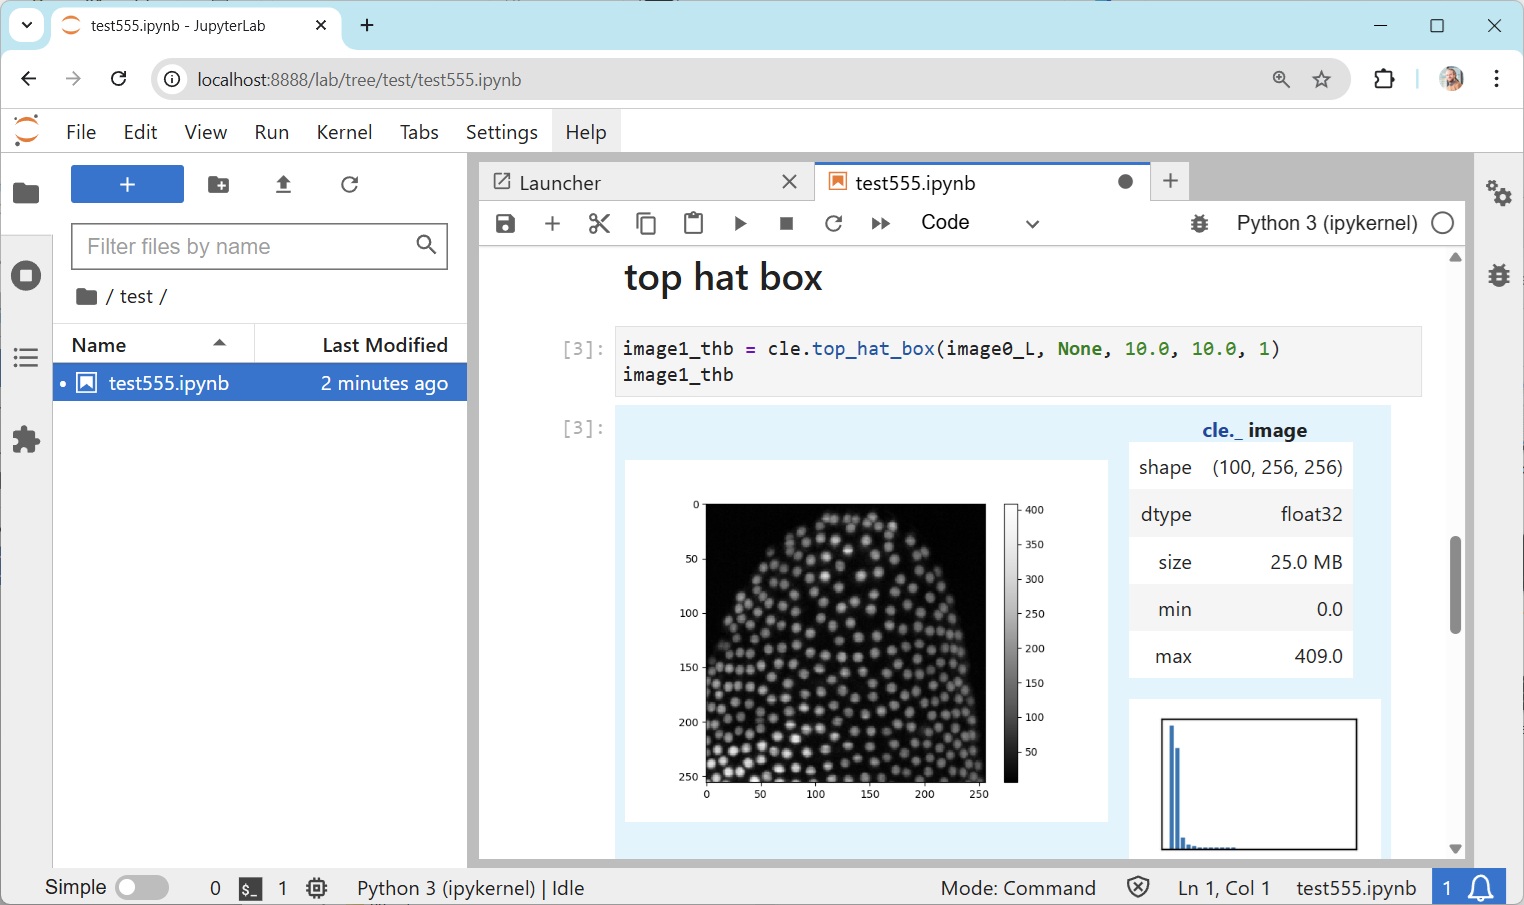 test555.ipynb - JupyterLab
localhost:8888/lab/tree/test/test555.ipynb
File Edit View Run Kernel Tabs Settings Help
Launcher
test555.ipynb
Code
Python 3 (ipykernel)
Filter files by name
/ test /
Name Last Modified
test555.ipynb 2 minutes ago
top hat box
[3]: image1_thb = cle.top_hat_box(image0_L, None, 10.0, 10.0, 1)
image1_thb
[3]:
cle._ image
shape (100, 256, 256)
dtype float32
size 25.0 MB
min 0.0
max 409.0
0
50
100
150
200
250
0 50 100 150 200 250
400
350
300
250
200
150
100
50
Simple 0 $_ 1 Python 3 (ipykernel) | Idle Mode: Command Ln 1, Col 1 test555.ipynb 1